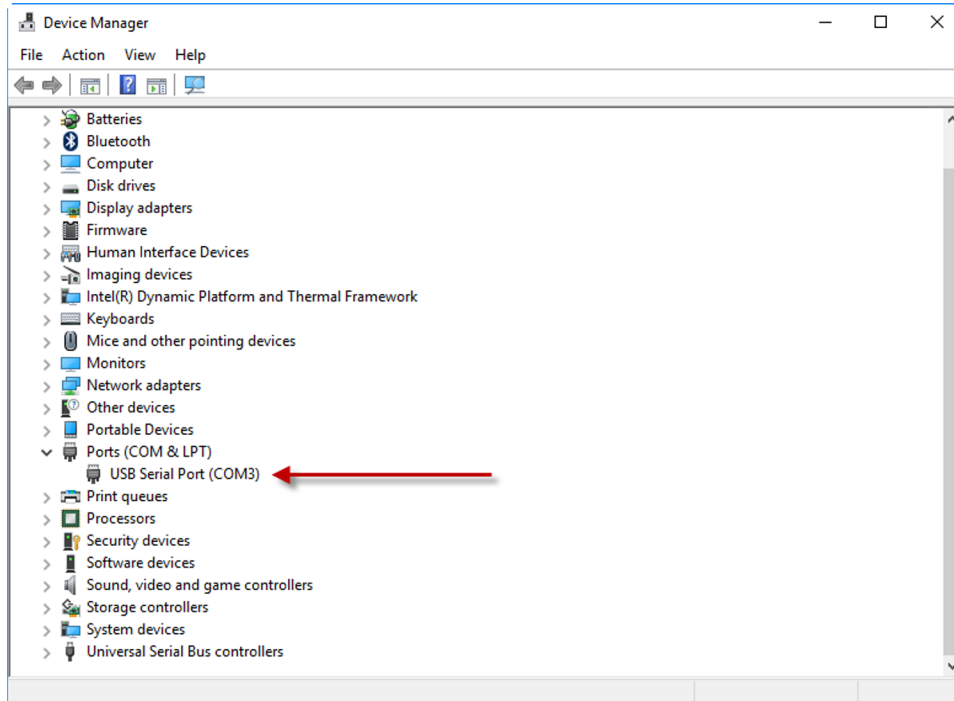 Device Manager
File Action View Help
Batteries
Bluetooth
Computer
Disk drives
Display adapters
Firmware
Human Interface Devices
Imaging devices
Intel(R) Dynamic Platform and Thermal Framework
Keyboards
Mice and other pointing devices
Monitors
Network adapters
Other devices
Portable Devices
Ports (COM & LPT)
USB Serial Port (COM3)
Print queues
Processors
Security devices
Software devices
Sound, video and game controllers
Storage controllers
System devices
Universal Serial Bus controllers